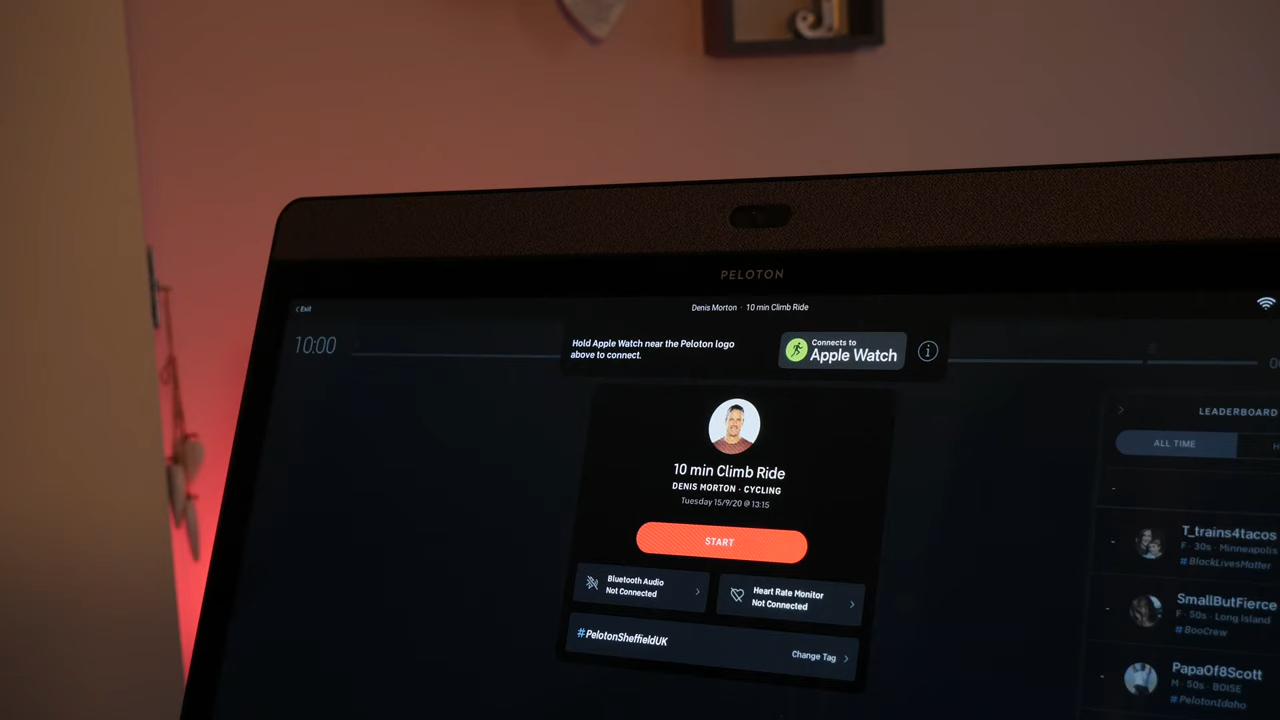 PELOTON
Exit
Denis Morton · 10 min Climb Ride
10:00
Hold Apple Watch near the Peloton logo
above to connect.
Connects to
Apple Watch
10 min Climb Ride
DENIS MORTON · CYCLING
Tuesday 15/9/20 @ 13:15
START
Bluetooth Audio
Not Connected
Heart Rate Monitor
Not Connected
#PelotonSheffieldUK
Change Tag
LEADERBOARD
ALL TIME
T_trains4tacos
F · 30s · Minneapolis
#BlackLivesMatter
SmallButFierce
F · 50s · Long Island
#BooCrew
PapaOf8Scott
M · 50s · BOISE
#PelotonIdaho